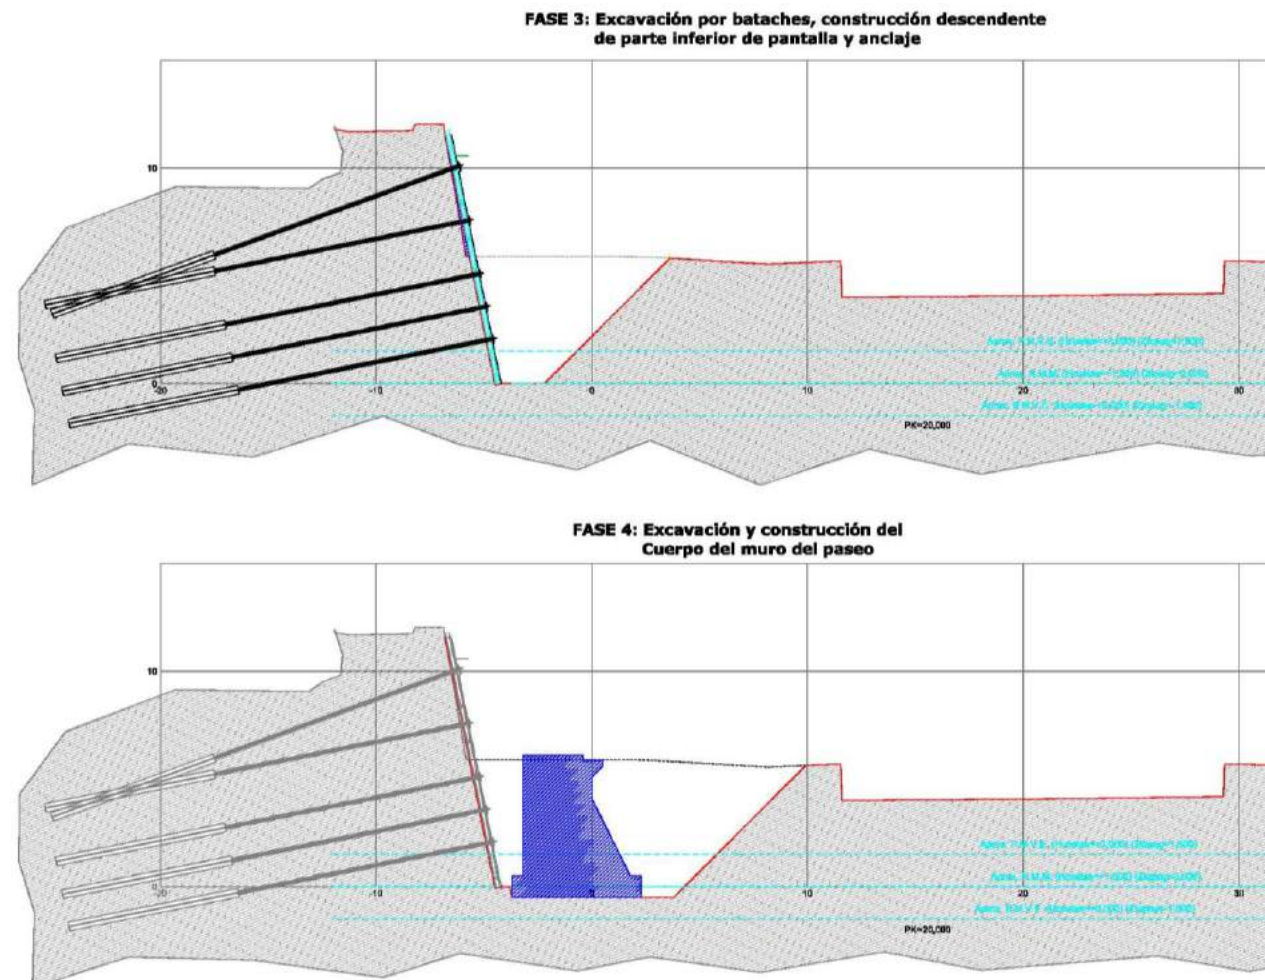 FASE 3: Excavación por bataches, construcción descendente
de parte inferior de pantalla y anclaje
10
-20
-10
0
10
20
30
PK=20,000
FASE 4: Excavación y construcción del
Cuerpo del muro del paseo
10
-20
-10
0
10
20
30
PK=20,000